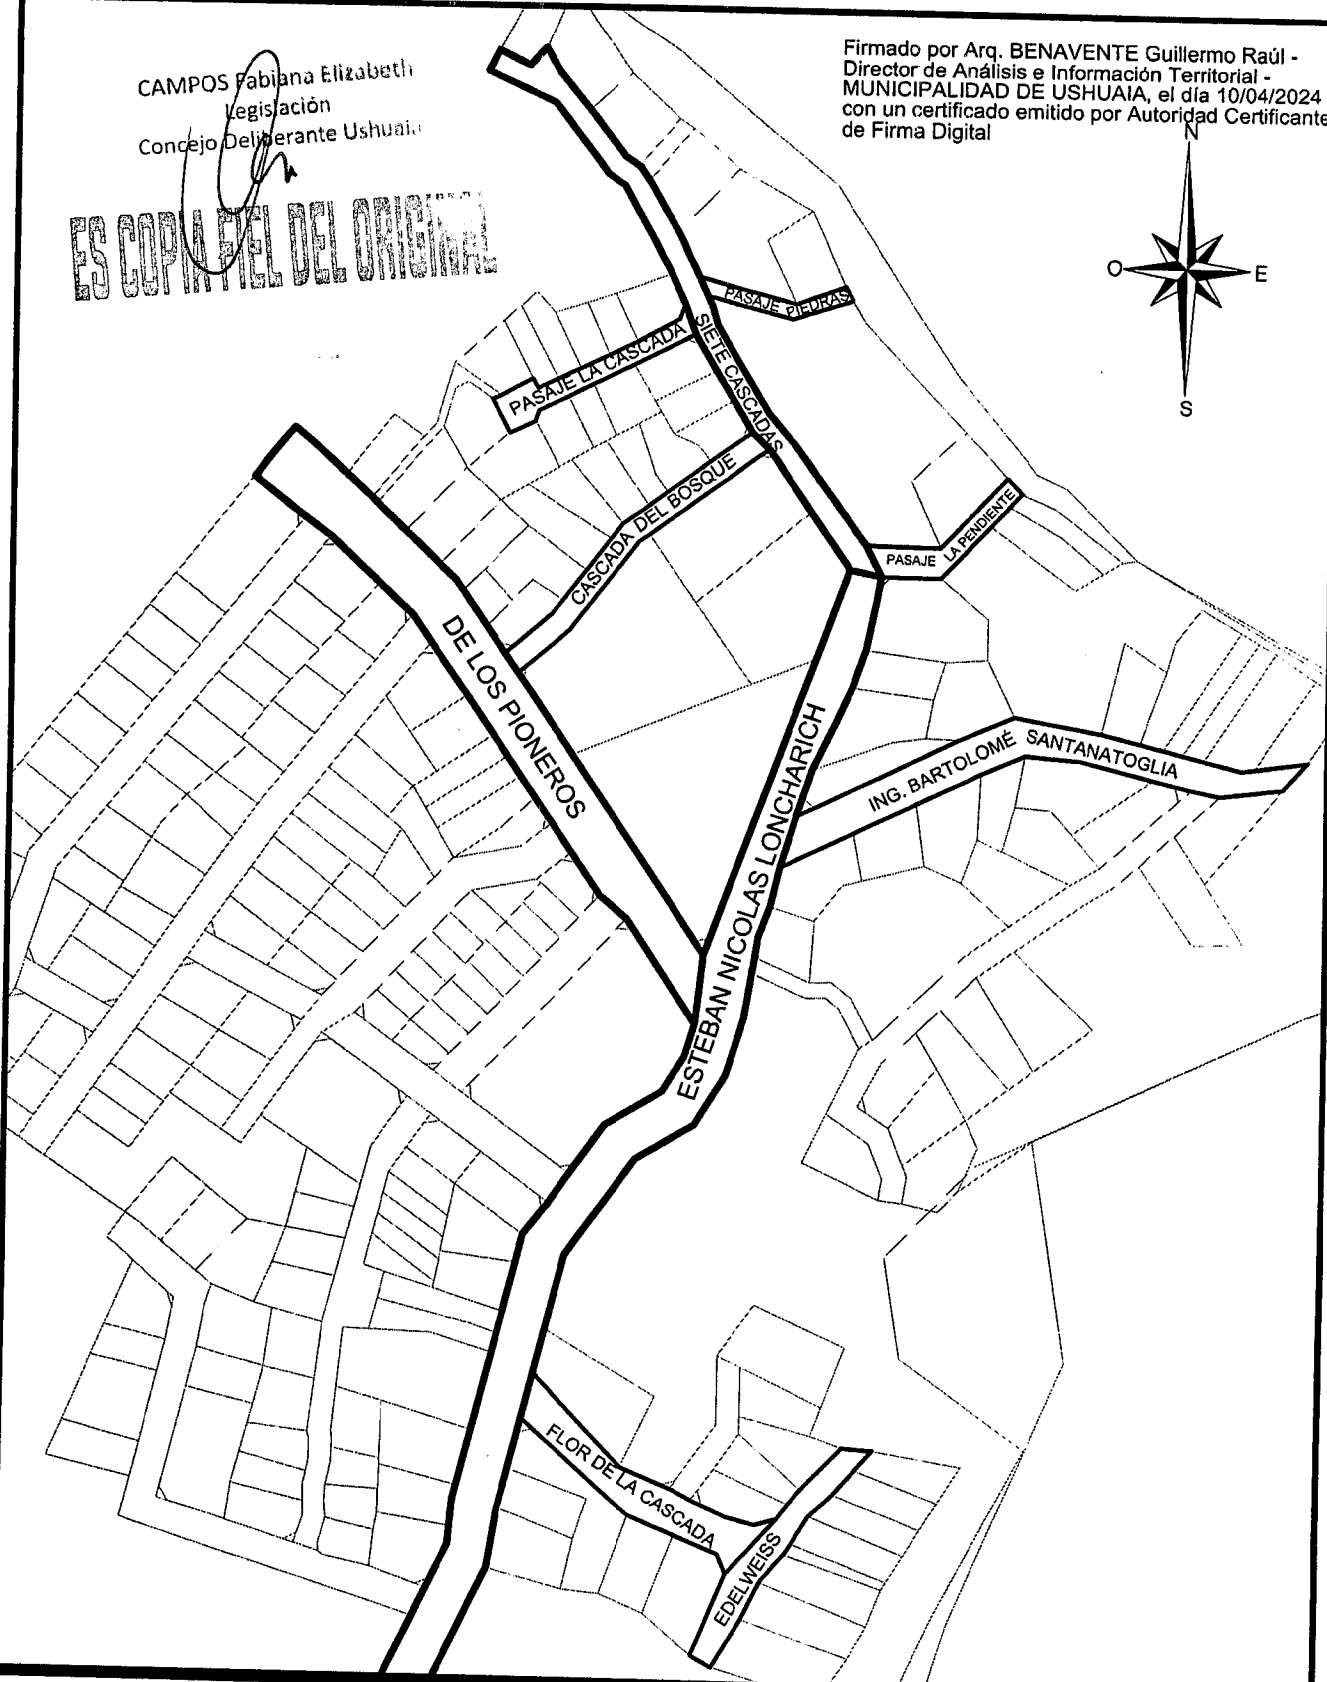 CAMPOS Fabiana Elizabeth
Legislación
Concejo Deliberante Ushuaia
ES COPIA FIEL DEL ORIGINAL
Firmado por Arq. BENAVENTE Guillermo Raúl -
Director de Análisis e Información Territorial -
MUNICIPALIDAD DE USHUAIA, el día 10/04/2024
con un certificado emitido por Autoridad Certificante
de Firma Digital
N
O
E
S
PASAJE PIEDRAS
PASAJE LA CASCADA
SIETE CASCADAS
CASCADA DEL BOSQUE
PASAJE LA PENDIENTE
DE LOS PIONEROS
ESTEBAN NICOLAS LONCHARICH
ING. BARTOLOMÉ SANTANATOGLIA
FLOR DE LA CASCADA
EDELWEISS